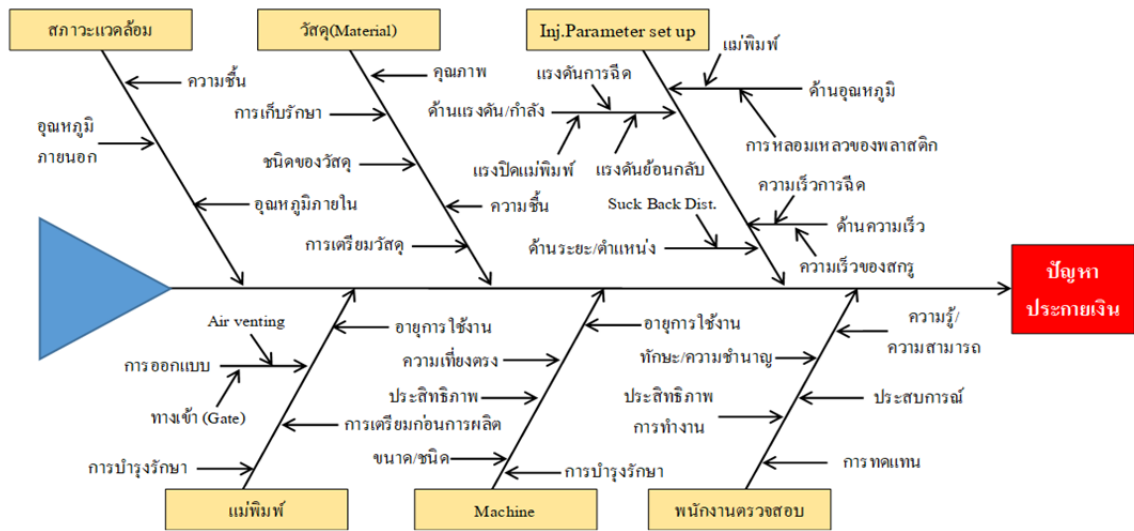 สภาวะแวดล้อม
วัสดุ(Material)
Inj.Parameter set up
ความชื้น
อุณหภูมิ
ภายนอก
อุณหภูมิภายใน
คุณภาพ
การเก็บรักษา
ชนิดของวัสดุ
ความชื้น
การเตรียมวัสดุ
แม่พิมพ์
แรงดันการฉีด
ด้านอุณหภูมิ
ด้านแรงดัน/กำลัง
การหลอมเหลวของพลาสติก
แรงปิดแม่พิมพ์
แรงดันย้อนกลับ
ความเร็วการฉีด
Suck Back Dist.
ด้านความเร็ว
ด้านระยะ/ตำแหน่ง
ความเร็วของสกรู
ปัญหา
ประกายเงิน
Air venting
อายุการใช้งาน
การออกแบบ
ทางเข้า (Gate)
การเตรียมก่อนการผลิต
การบำรุงรักษา
อายุการใช้งาน
ความเที่ยงตรง
ประสิทธิภาพ
ขนาด/ชนิด
การบำรุงรักษา
ความรู้/
ความสามารถ
ทักษะ/ความชำนาญ
ประสบการณ์
ประสิทธิภาพ
การทำงาน
การทดแทน
แม่พิมพ์
Machine
พนักงานตรวจสอบ